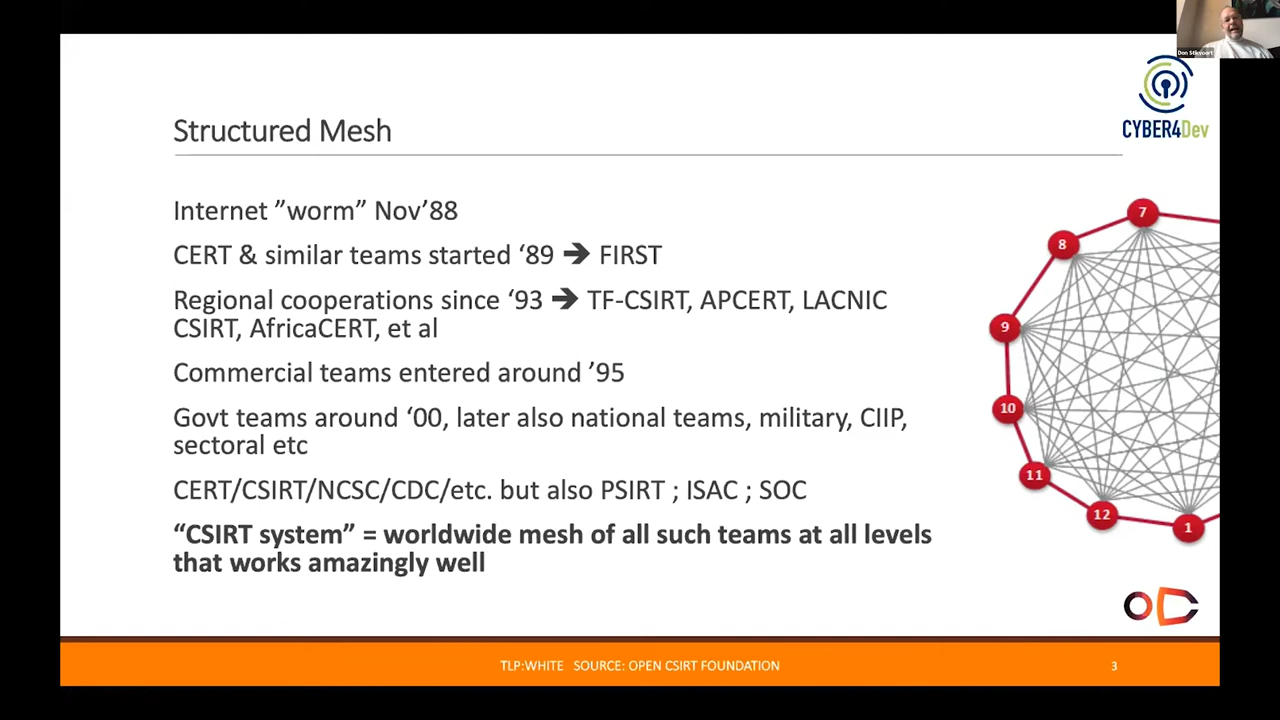 Don Stikvoort
CYBER4Dev
Structured Mesh
Internet ”worm” Nov’88
CERT & similar teams started ‘89 ➔ FIRST
Regional cooperations since ‘93 ➔ TF-CSIRT, APCERT, LACNIC
CSIRT, AfricaCERT, et al
Commercial teams entered around ’95
Govt teams around ‘00, later also national teams, military, CIIP,
sectoral etc
CERT/CSIRT/NCSC/CDC/etc. but also PSIRT ; ISAC ; SOC
“CSIRT system” = worldwide mesh of all such teams at all levels
that works amazingly well
7
8
9
10
11
12
1
TLP:WHITE SOURCE: OPEN CSIRT FOUNDATION
3